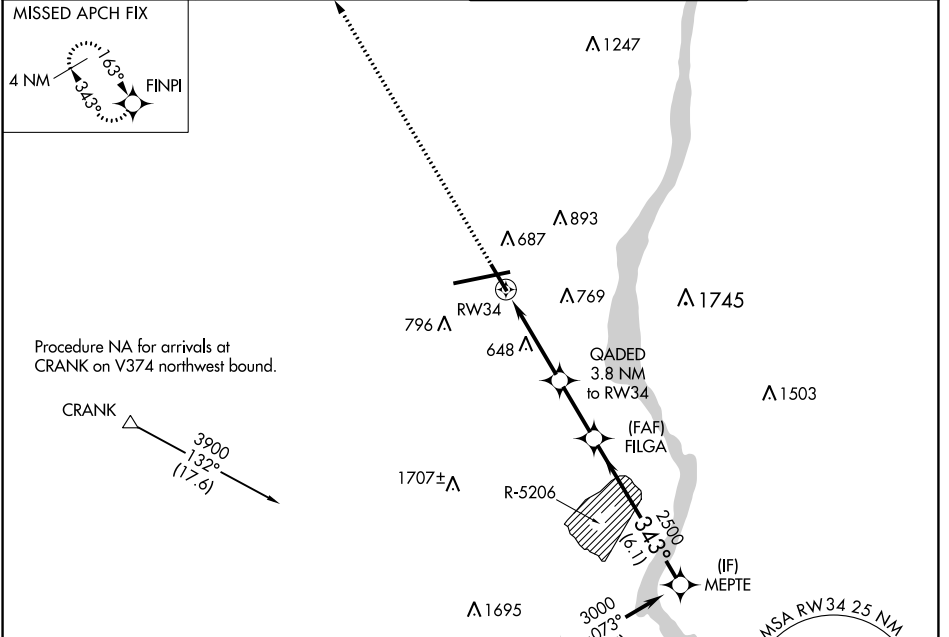 MISSED APCH FIX
4 NM
163°
343°
FINPI
1247
893
687
RW34
769
1745
796
648
Procedure NA for arrivals at
CRANK on V374 northwest bound.
QADED
3.8 NM
to RW34
1503
CRANK
3900
132°
(17.6)
(FAF)
FILGA
1707±
R-5206
2500
343°
(6.1)
(IF)
MEPTE
1695
3000
073°
MSA RW34 25 NM